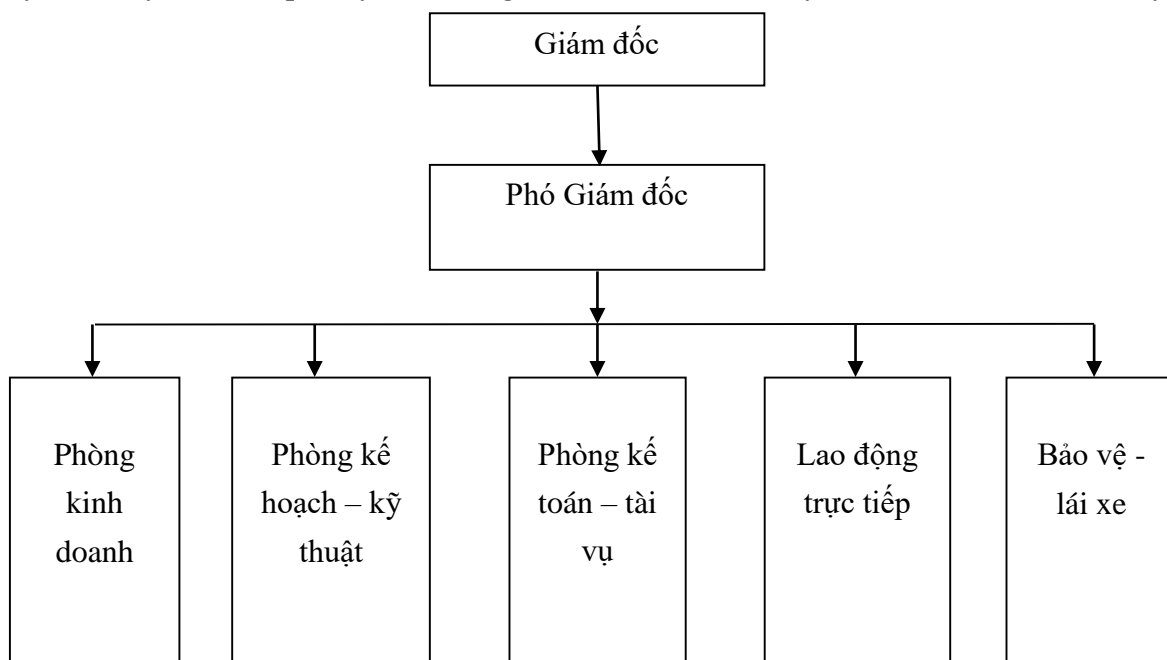 Giám đốc
Phó Giám đốc
Phòng
kinh
doanh
Phòng kế
hoạch – kỹ
thuật
Phòng kế
toán – tài
vụ
Lao động
trực tiếp
Bảo vệ -
lái xe